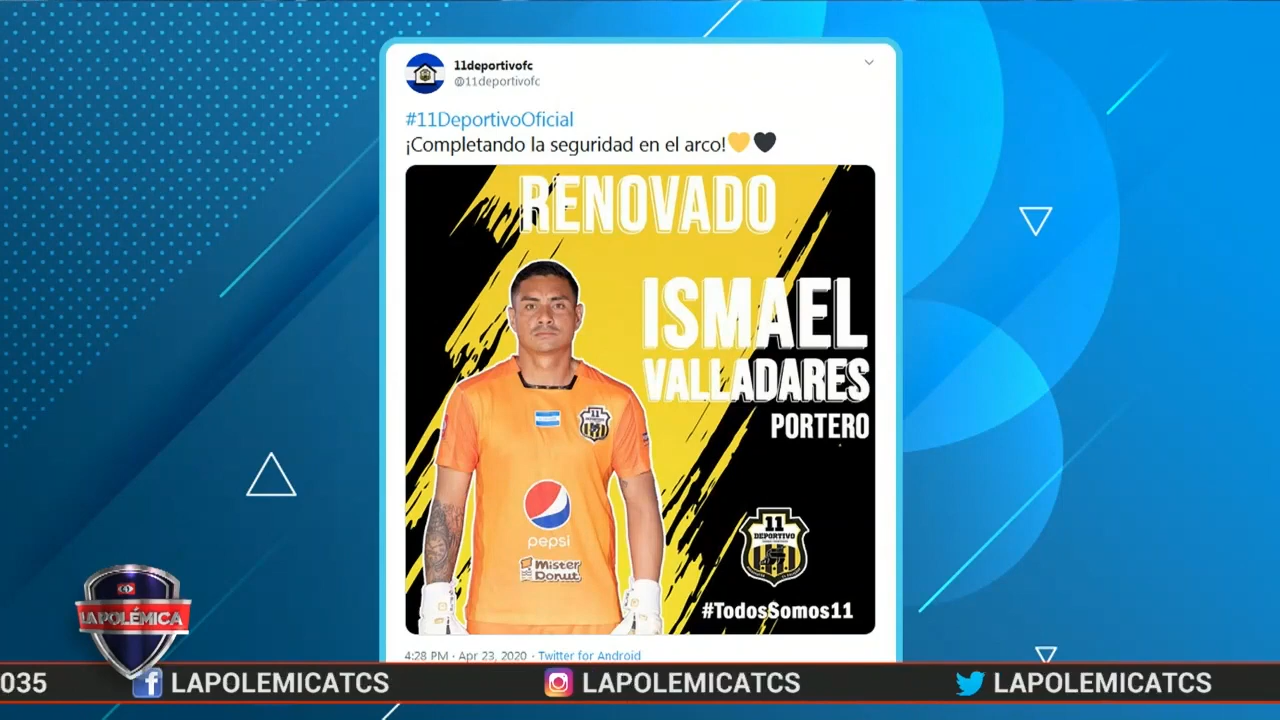 11deportivofc
@11deportivofc
#11DeportivoOficial
¡Completando la seguridad en el arco!💛🖤
RENOVADO
ISMAEL
VALLADARES
PORTERO
pepsi
Mister
Donut
11
DEPORTIVO
#TodosSomos11
4:28 PM · Apr 23, 2020 · Twitter for Android
LA POLÉMICA
035
LAPOLEMICATCS
LAPOLEMICATCS
LAPOLEMICATCS